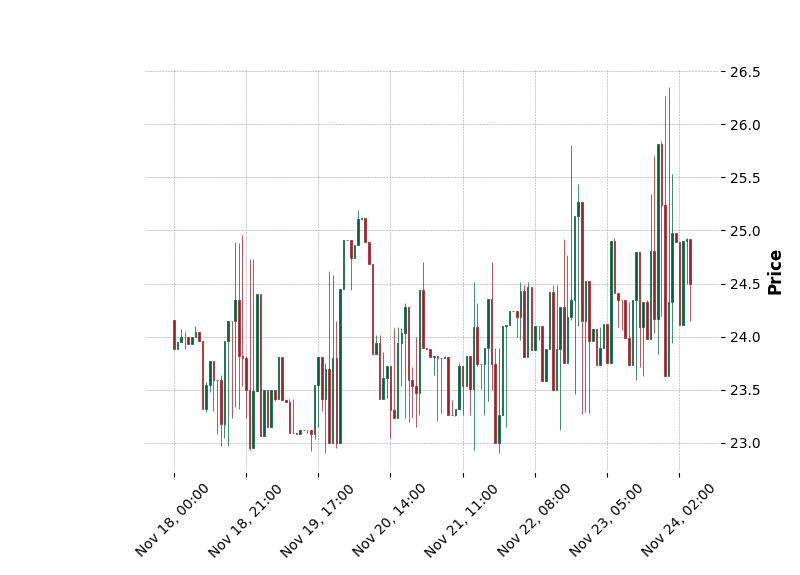 26.5
26.0
25.5
25.0
24.5
24.0
23.5
23.0
Price
Nov 18, 00:00
Nov 18, 21:00
Nov 19, 17:00
Nov 20, 14:00
Nov 21, 11:00
Nov 22, 08:00
Nov 23, 05:00
Nov 24, 02:00